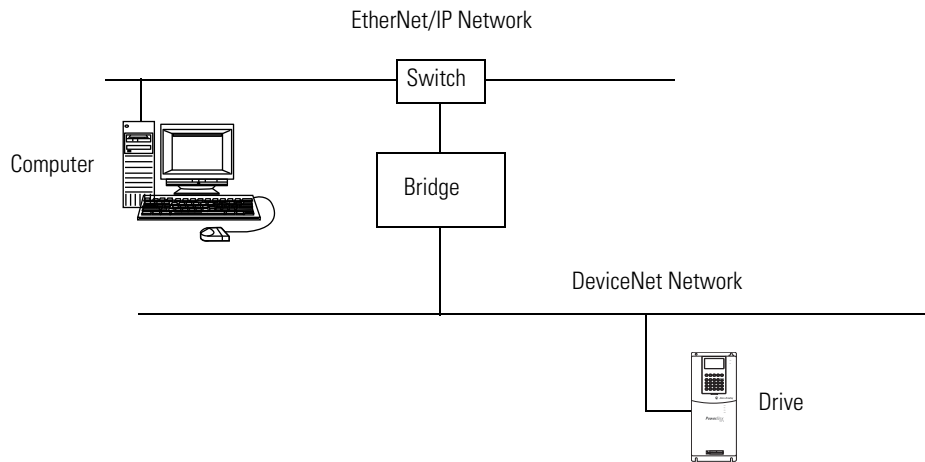 EtherNet/IP Network
Switch
Computer
Bridge
DeviceNet Network
Drive